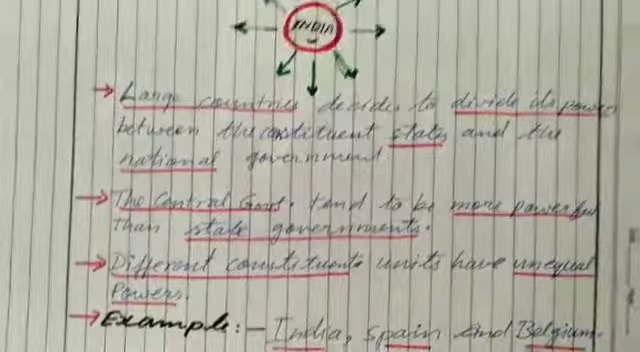 INDIA
Large countries decide to divide its power
between the constituent states and the
national government
The Central Govt. tend to be more powerful
than state governments.
Different constituents units have unequal
Powers.
Example:- India, Spain and Belgium.